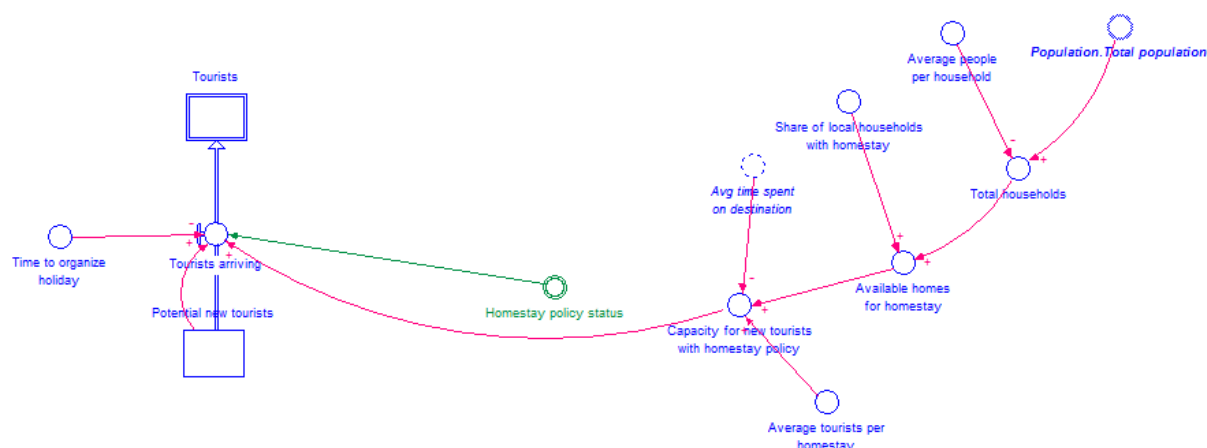 Population.Total population
Average people
per household
Tourists
Share of local households
with homestay
Avg time spent
on destination
Total households
-
+
+
+
-
+
+
-
+
+
Tourists arriving
Time to organize
holiday
Available homes
for homestay
Potential new tourists
Homestay policy status
Capacity for new tourists
with homestay policy
+
Average tourists per
homestay